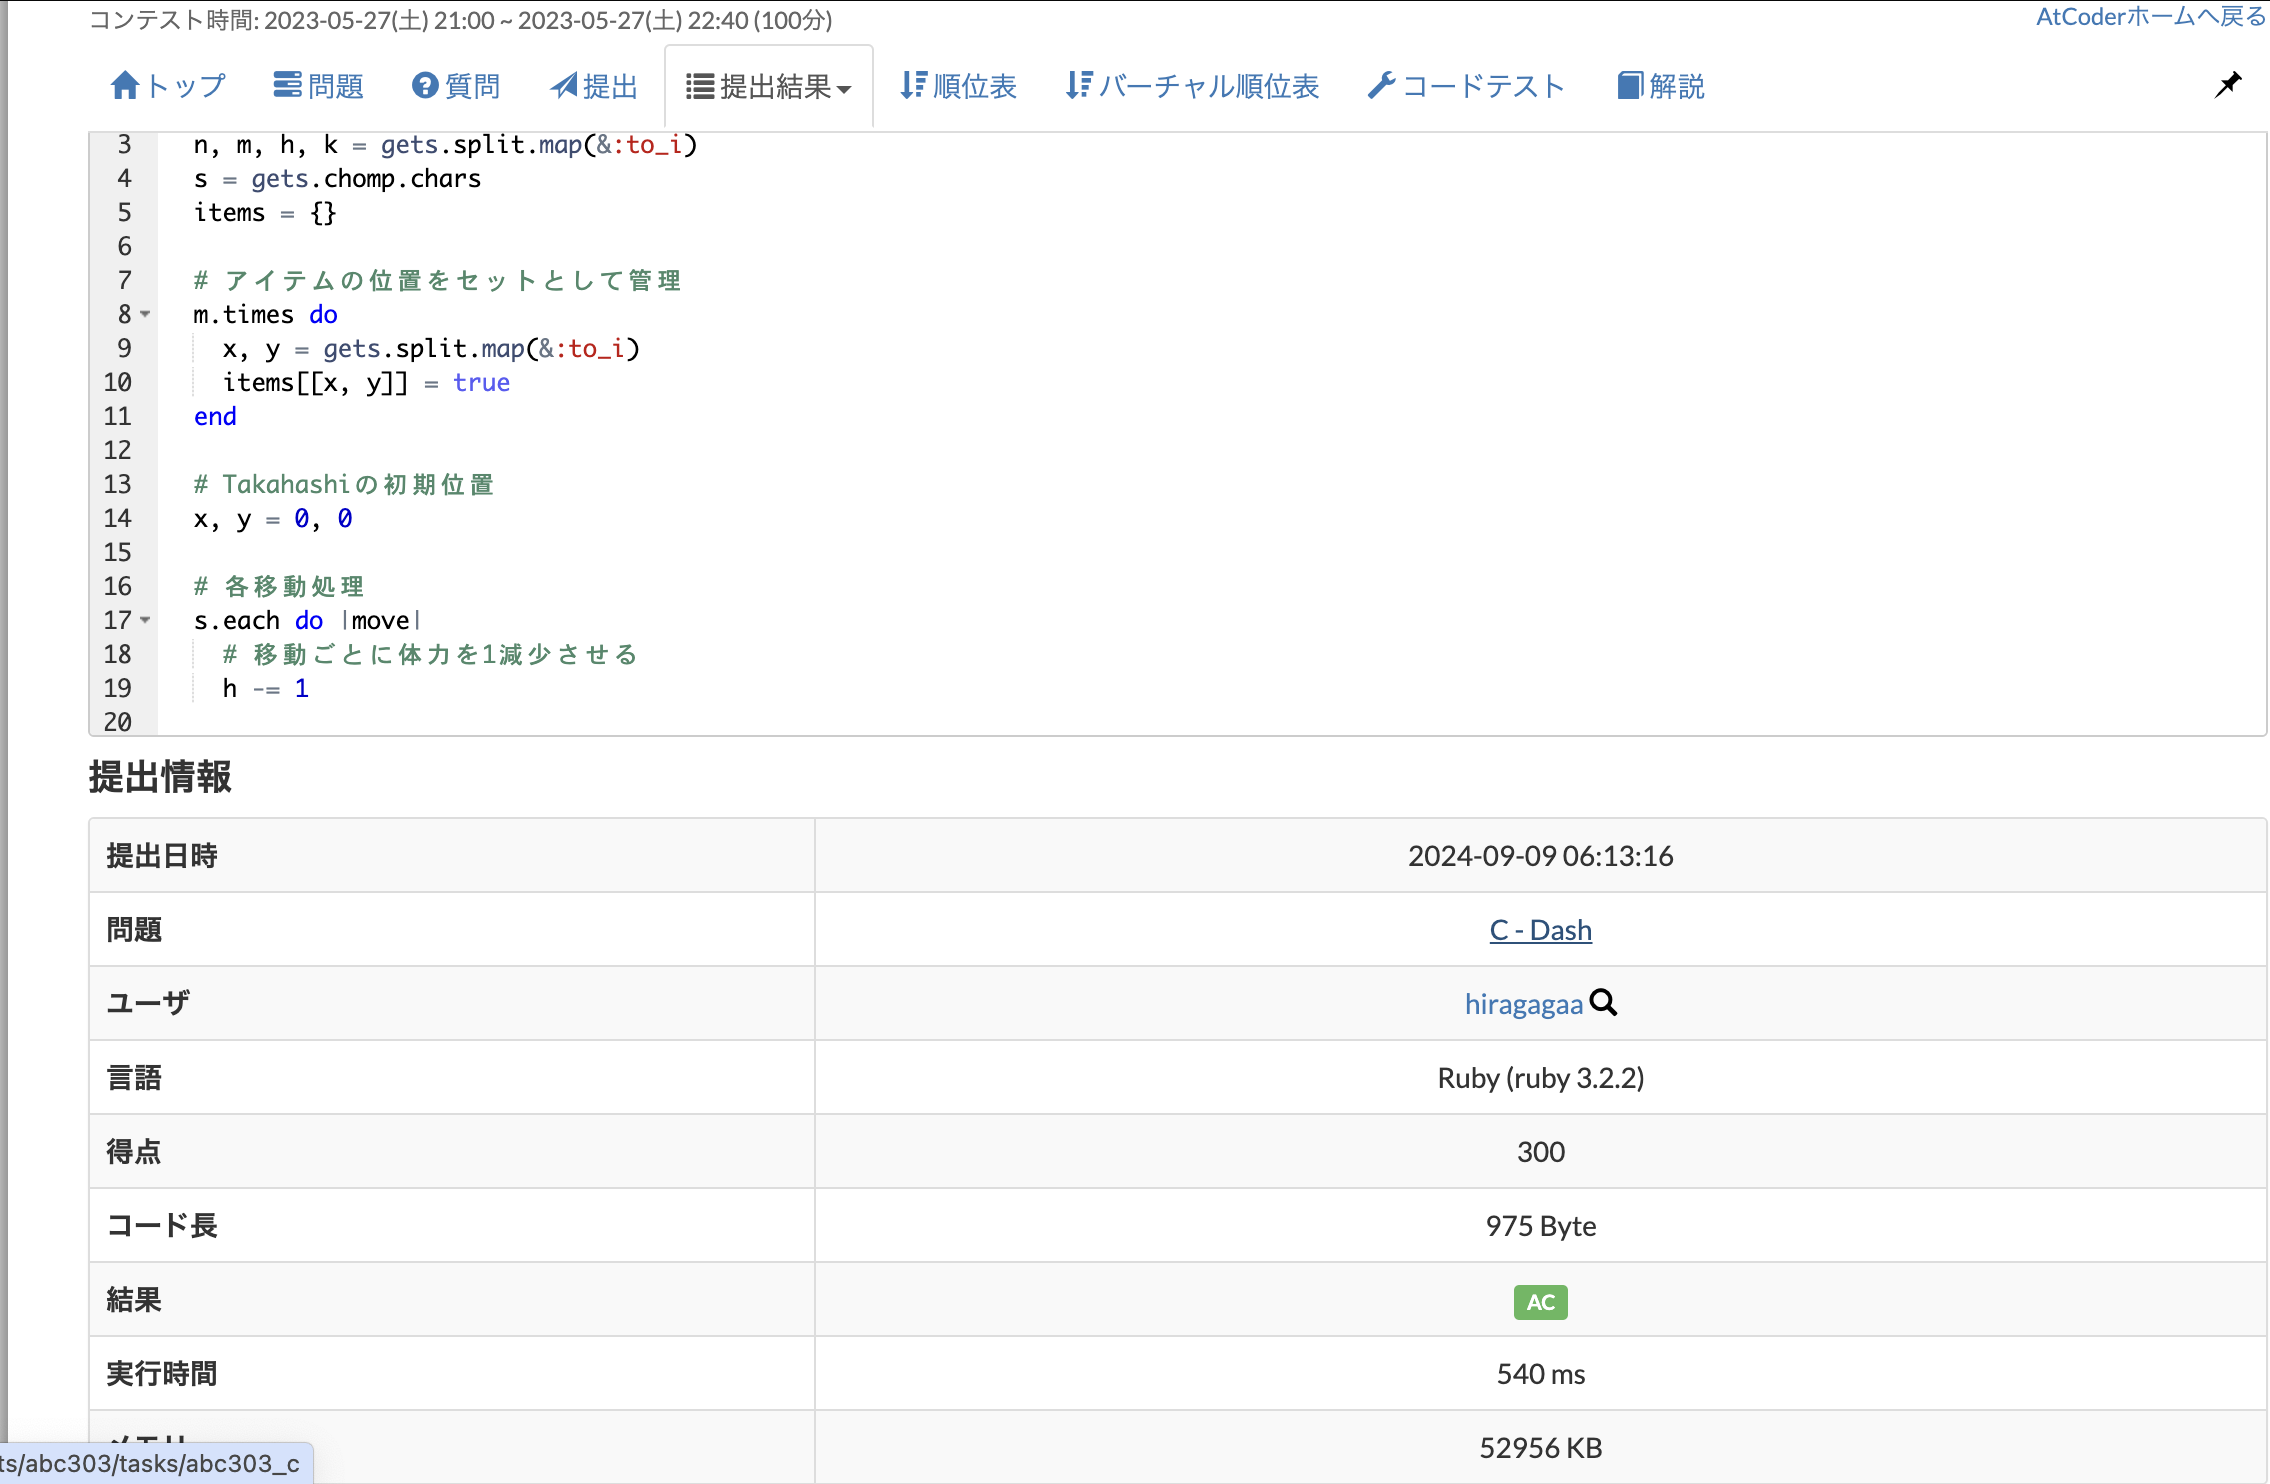 コンテスト時間: 2023-05-27(土) 21:00 ~ 2023-05-27(土) 22:40 (100分)
AtCoderホームへ戻る
トップ 問題 質問 提出 提出結果 順位表 バーチャル順位表 コードテスト 解説
3 n, m, h, k = gets.split.map(&:to_i)
4 s = gets.chomp.chars
5 items = {}
6
7 # アイテムの位置をセットとして管理
8 m.times do
9 x, y = gets.split.map(&:to_i)
10 items[[x, y]] = true
11 end
12
13 # Takahashiの初期位置
14 x, y = 0, 0
15
16 # 各移動処理
17 s.each do |move|
18 # 移動ごとに体力を1減少させる
19 h -= 1
20
提出情報
提出日時 2024-09-09 06:13:16
問題 C - Dash
ユーザ hiragagaa
言語 Ruby (ruby 3.2.2)
得点 300
コード長 975 Byte
結果 AC
実行時間 540 ms
メモリ 52956 KB
ts/abc303/tasks/abc303_c